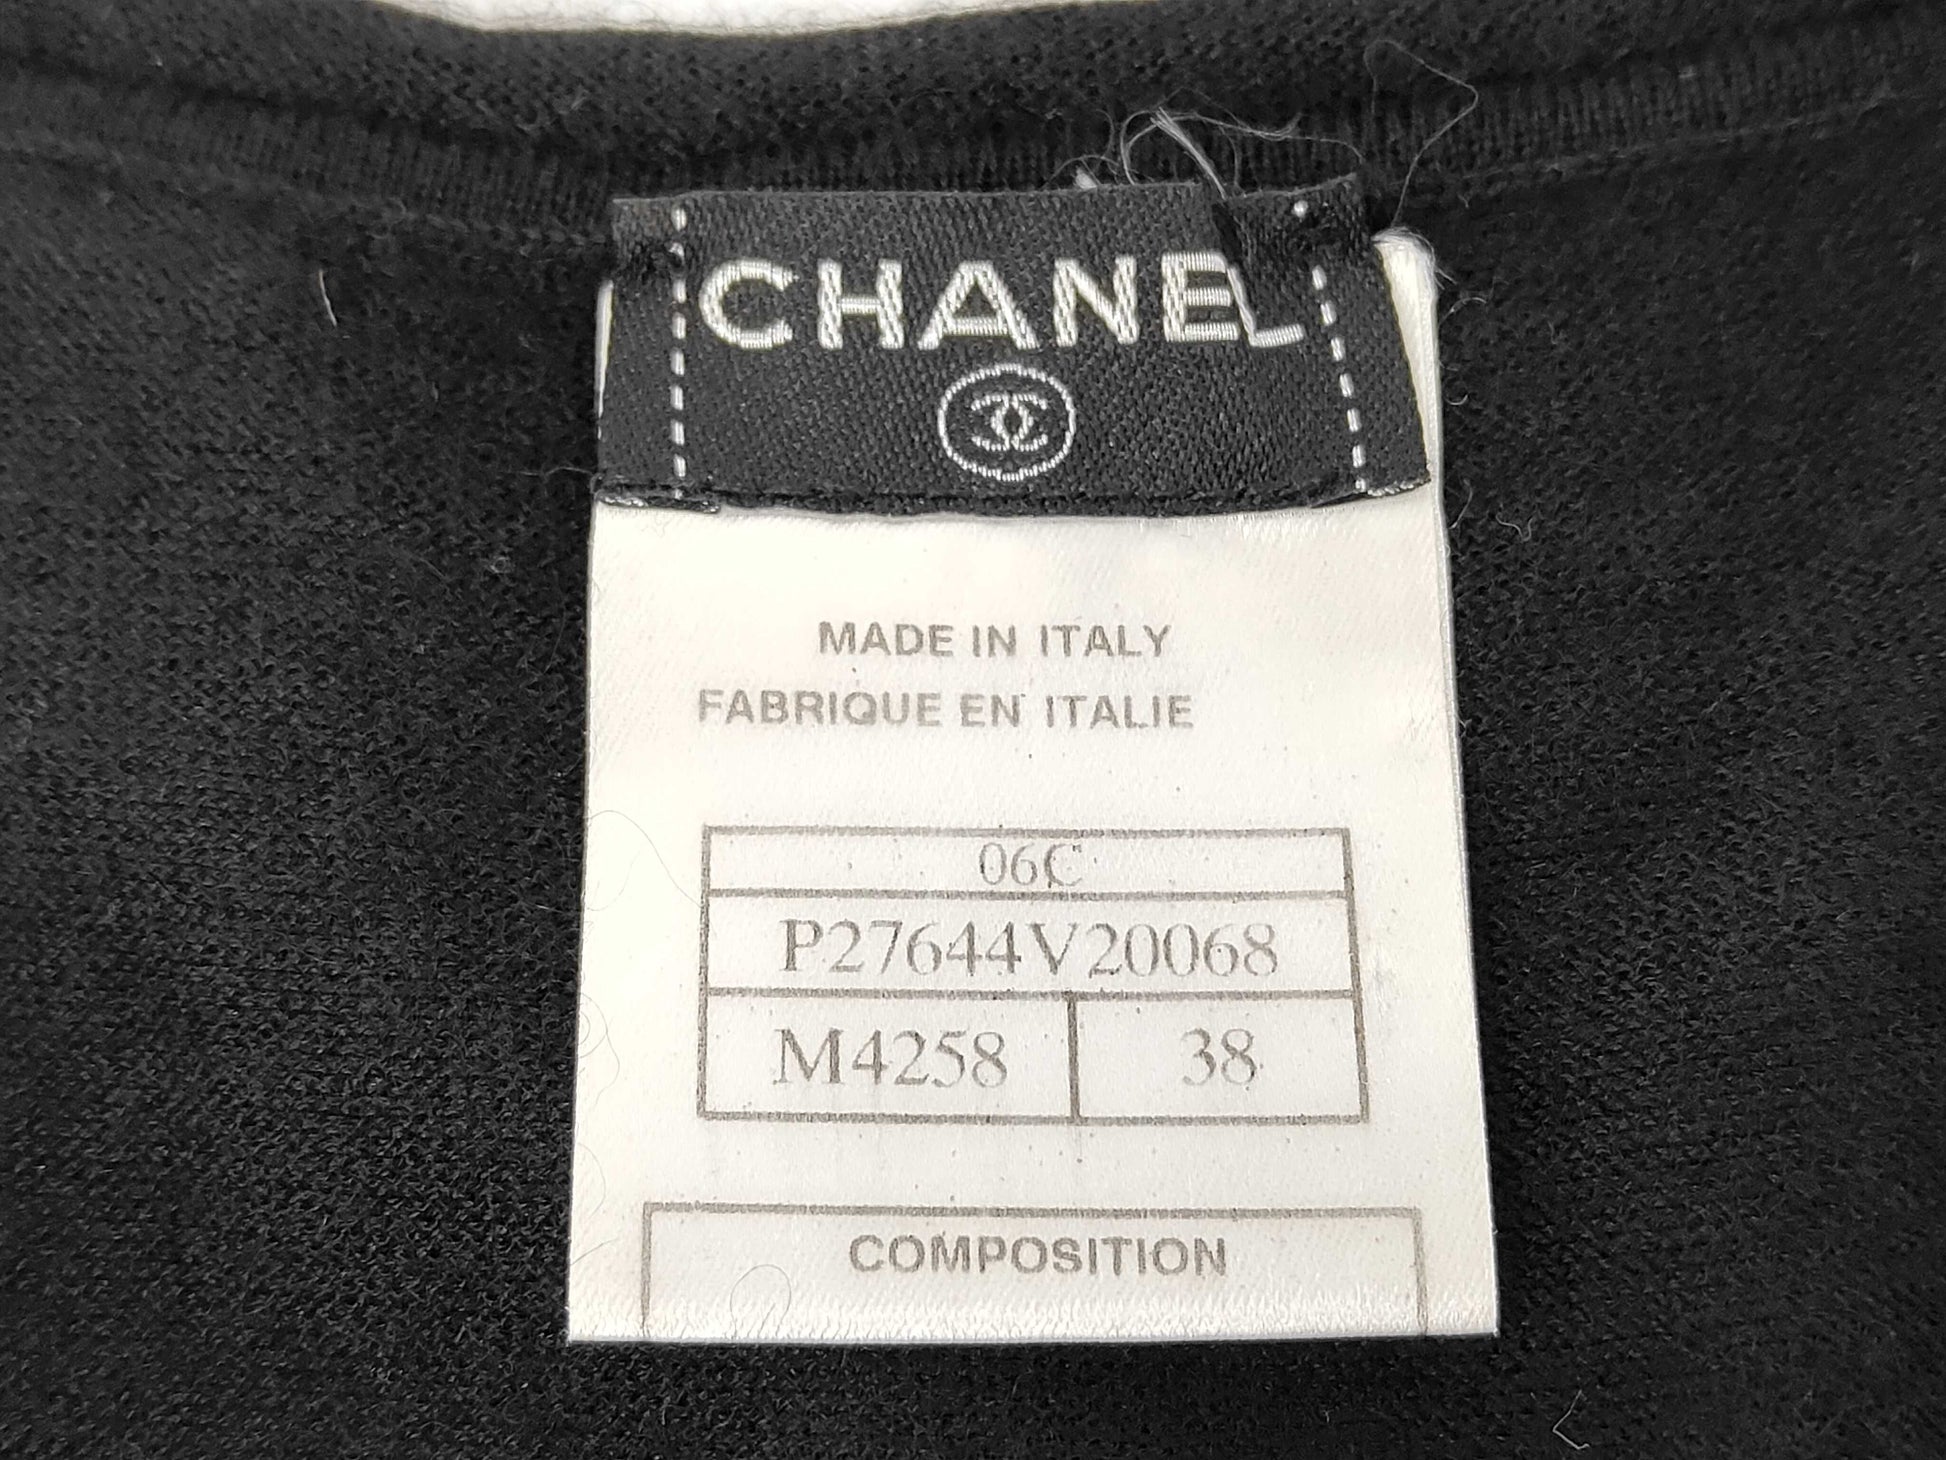 CHANEL
MADE IN ITALY
FABRIQUE EN ITALIE
06C
P27644V20068
M4258 38
COMPOSITION